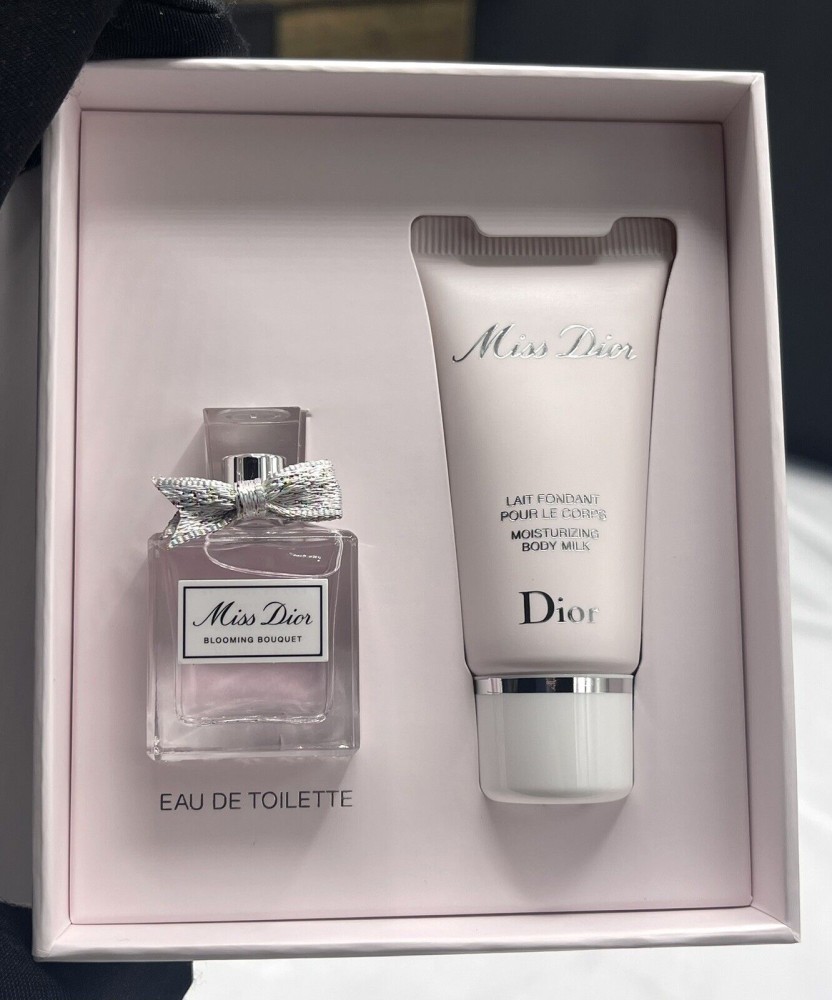 Miss Dior
BLOOMING BOUQUET
EAU DE TOILETTE
Miss Dior
LAIT FONDANT
POUR LE CORPS
MOISTURIZING
BODY MILK
Dior